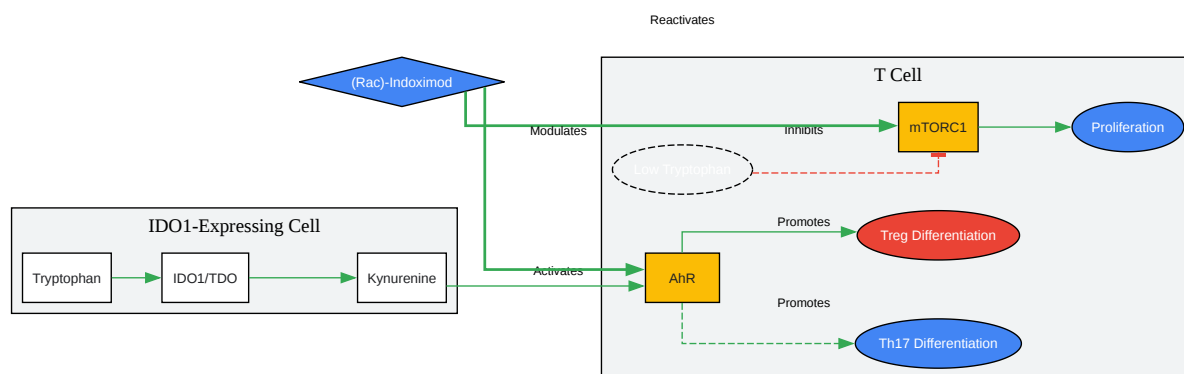 Reactivates
T Cell
(Rac)-Indoximod
Modulates
Inhibits
mTORC1
Proliferation
Low Tryptophan
IDO1-Expressing Cell
Promotes
Treg Differentiation
Tryptophan
IDO1/TDO
Kynurenine
Activates
AhR
Promotes
Th17 Differentiation